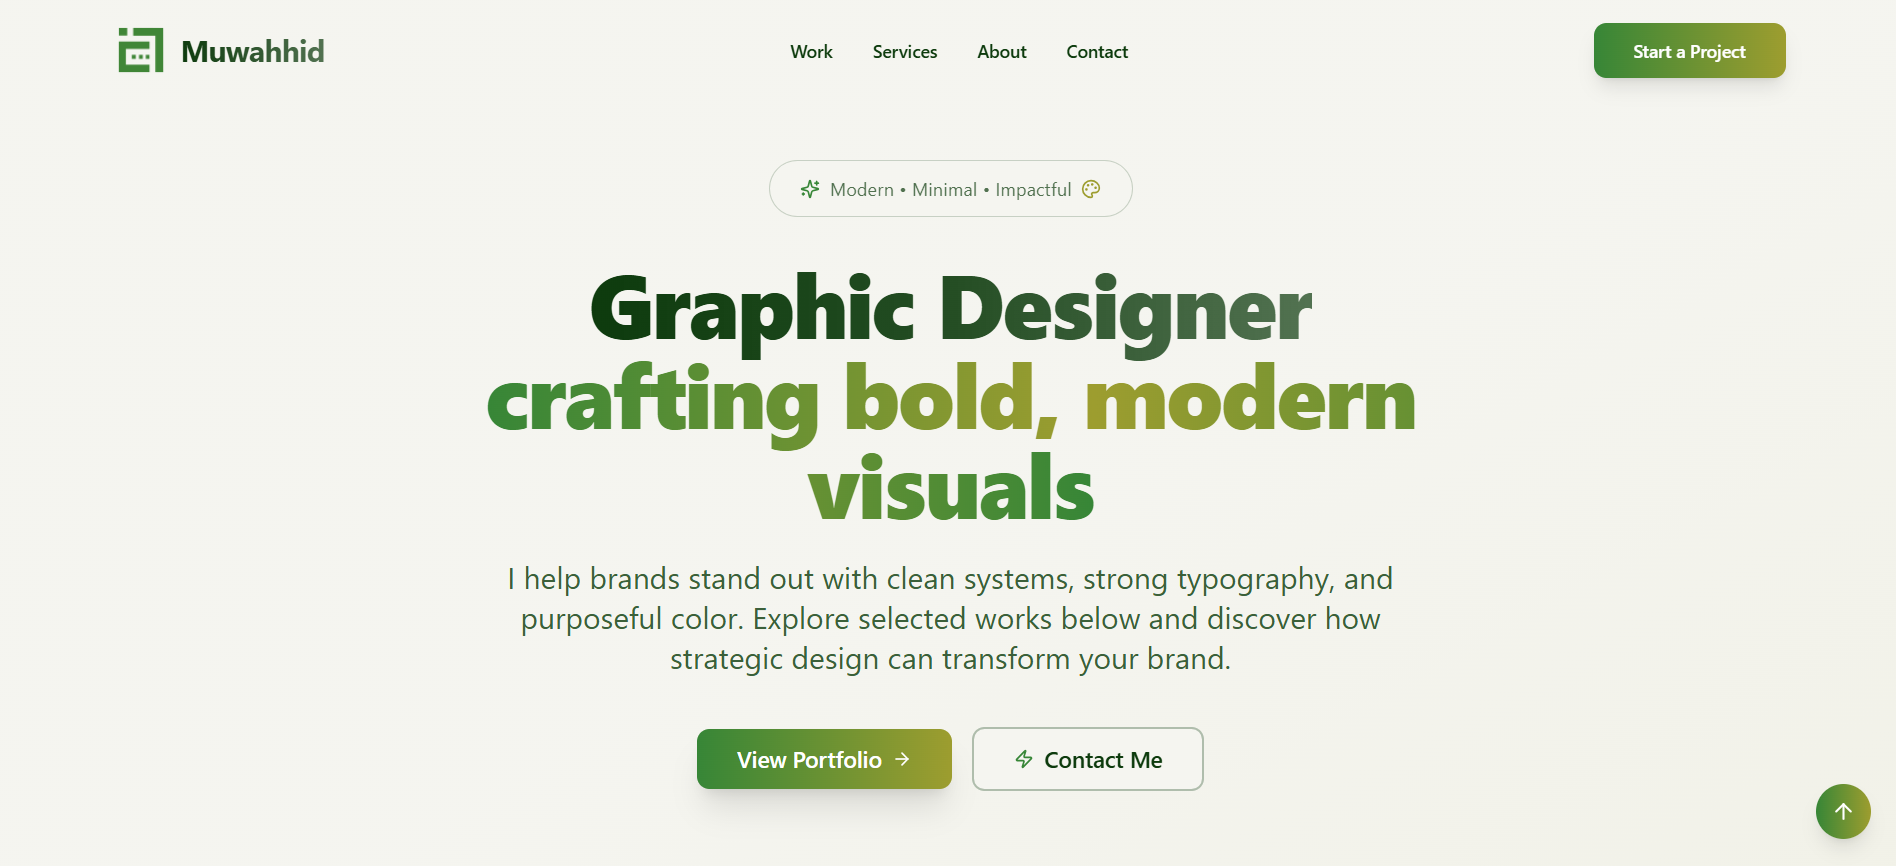 Muwahhid
Work
Services
About
Contact
Start a Project
Modern • Minimal • Impactful
Graphic Designer
crafting bold, modern
visuals
I help brands stand out with clean systems, strong typography, and
purposeful color. Explore selected works below and discover how
strategic design can transform your brand.
View Portfolio →
Contact Me